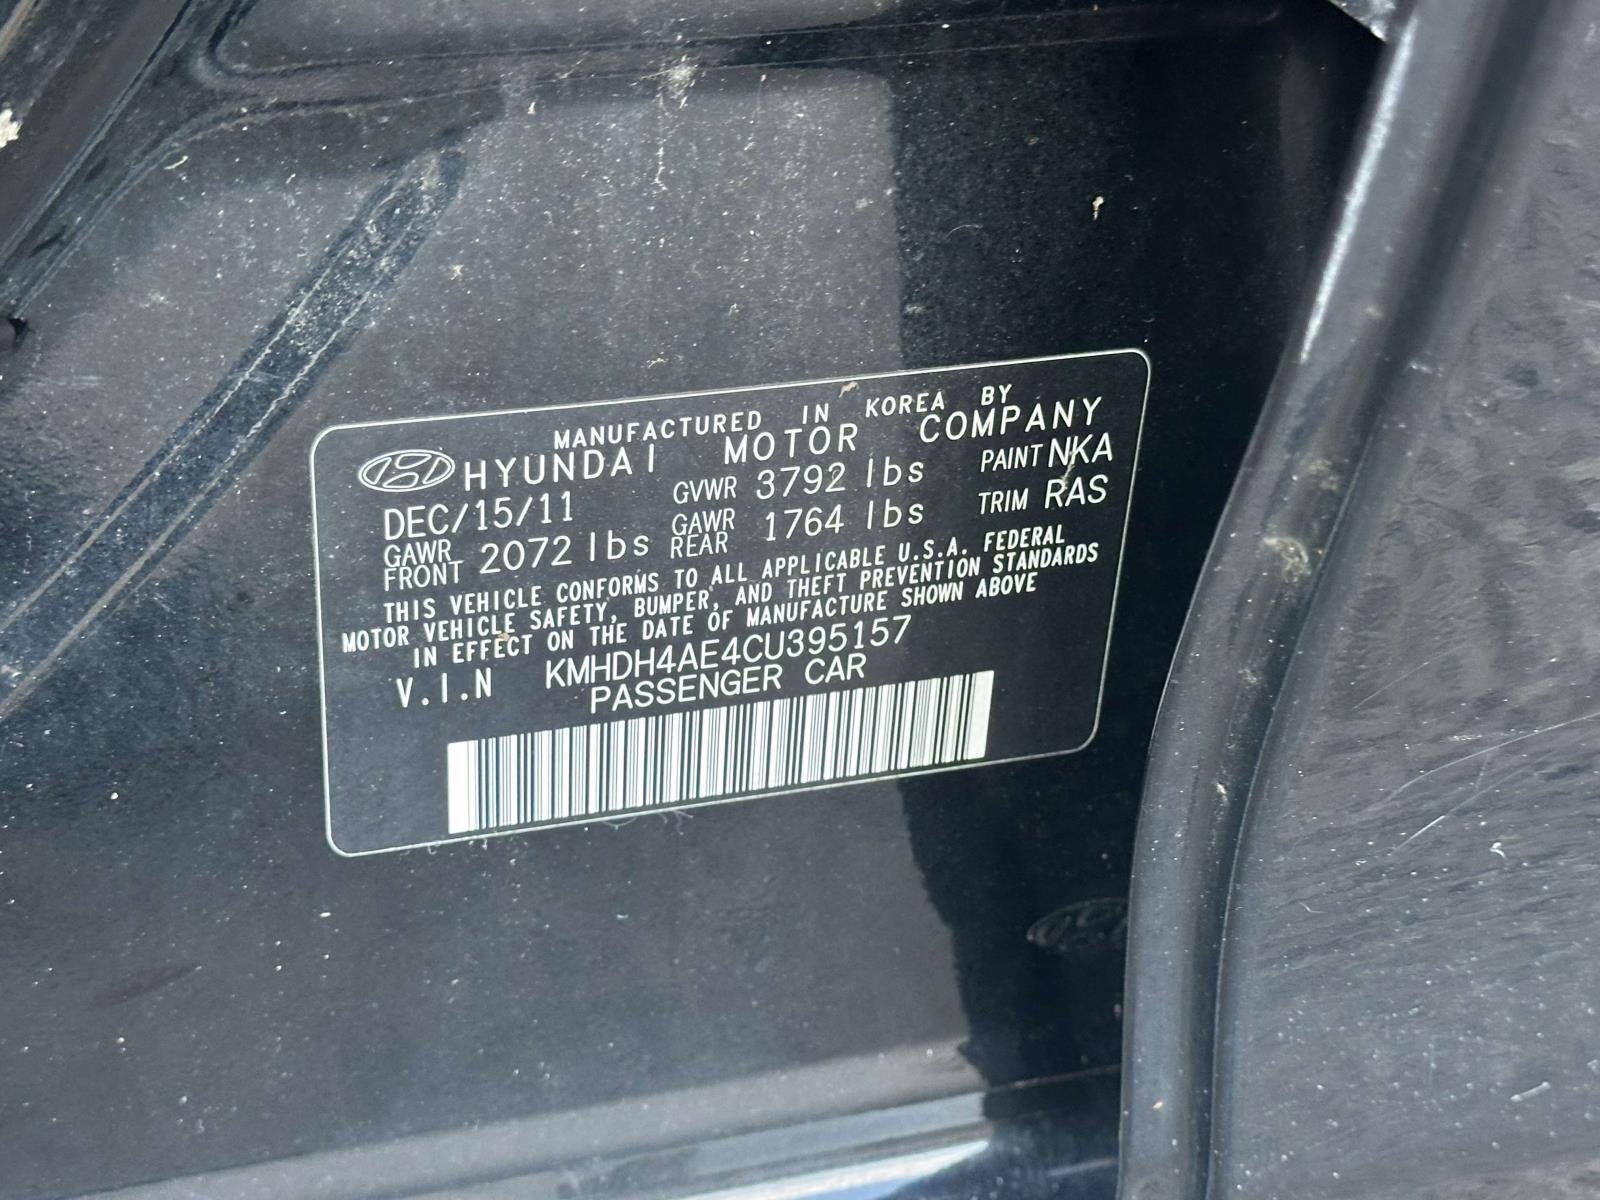 MANUFACTURED IN KOREA BY
HYUNDAI MOTOR COMPANY
DEC/15/11 GVWR 3792 lbs PAINT NKA
GAWR FRONT 2072 lbs GAWR REAR 1764 lbs TRIM RAS
THIS VEHICLE CONFORMS TO ALL APPLICABLE U.S.A. FEDERAL
MOTOR VEHICLE SAFETY, BUMPER, AND THEFT PREVENTION STANDARDS
IN EFFECT ON THE DATE OF MANUFACTURE SHOWN ABOVE
V.I.N KMHDH4AE4CU395157
PASSENGER CAR